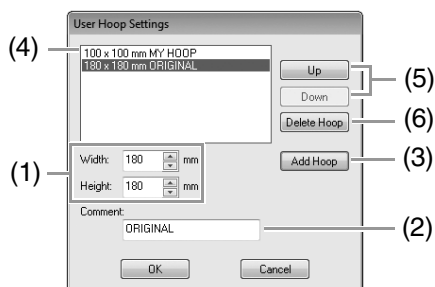 User Hoop Settings
(4)
100 x 100 mm MY HOOP
180 x 180 mm ORIGINAL
Up
(5)
Down
Delete Hoop
(6)
(1)
Width:
180
mm
Add Hoop
(3)
Height:
180
mm
Comment:
ORIGINAL
(2)
OK
Cancel